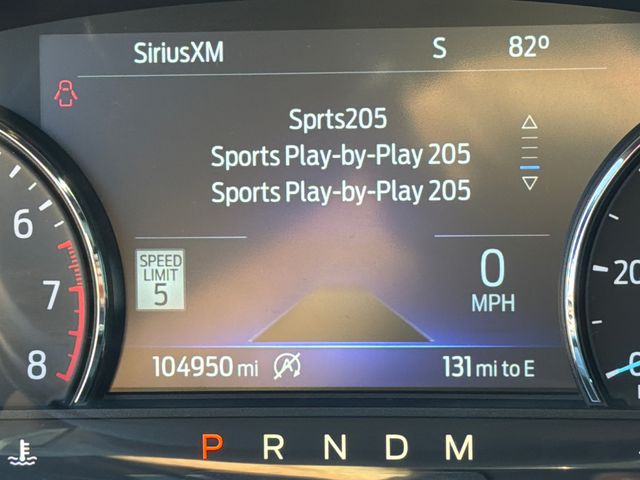 SiriusXM S 82º
Sprts205
Sports Play-by-Play 205
Sports Play-by-Play 205
6
7
8
SPEED
LIMIT
5
0
MPH
20
0
104950 mi 131 mi to E
P R N D M